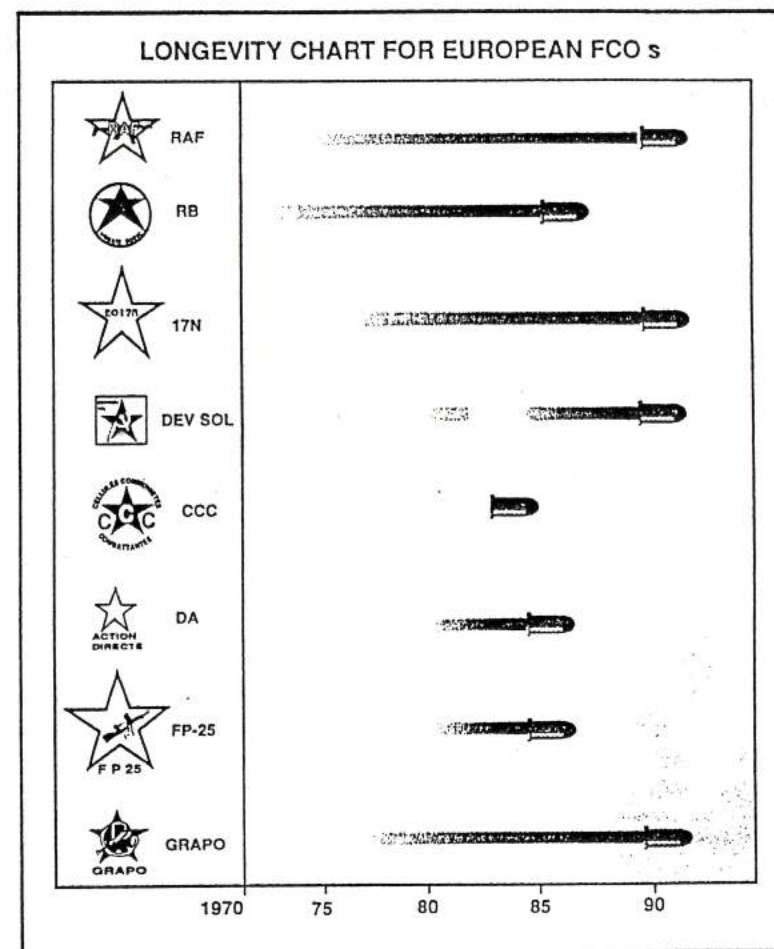 LONGEVITY CHART FOR EUROPEAN FCO s
RAF
RAF
RB
EO17N
17N
DEV SOL
CELLULES COMMUNISTES
CCC
COMBATTANTES
CCC
DA
ACTION
DIRECTE
FP-25
F P 25
GRAPO
GRAPO
1970 75 80 85 90